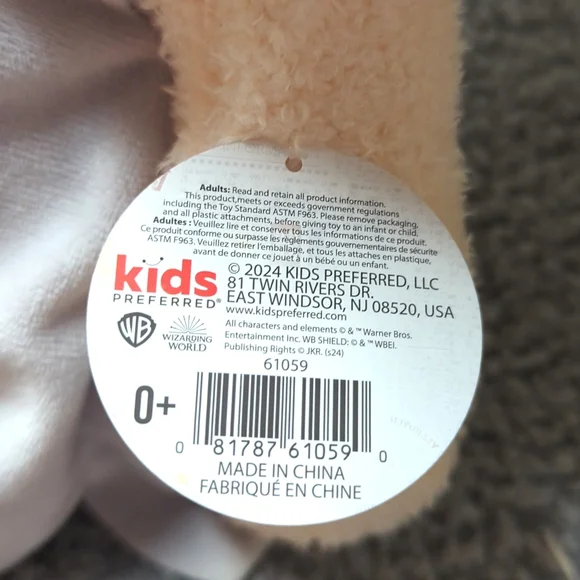 Adults: Read and retain all product information.
This product,meets or exceeds government regulations
including the Toy Standard ASTM F963. Please remove packaging,
and all plastic attachments, before giving toy to an infant or child.
Adultes : Veuillez lire et conserver tous les informations de ce produit.
Ce produit conforme ou surpasse les règlements gouvernementales de sécurite
ASTM F963. Veuillez retirer l'emballage, et tous les attaches en plastique,
avant de donner ce jouet à un bébé ou un enfant.
kids
PREFERRED®
© 2024 KIDS PREFERRED, LLC
81 TWIN RIVERS DR.
EAST WINDSOR, NJ 08520, USA
www.kidspreferred.com
WB
WIZARDING
WORLD
All characters and elements © & ™ Warner Bros.
Entertainment Inc. WB SHIELD: © & ™ WBEI.
Publishing Rights © JKR. (s24)
61059
0+
0 81787 61059 0
MADE IN CHINA
FABRIQUÉ EN CHINE